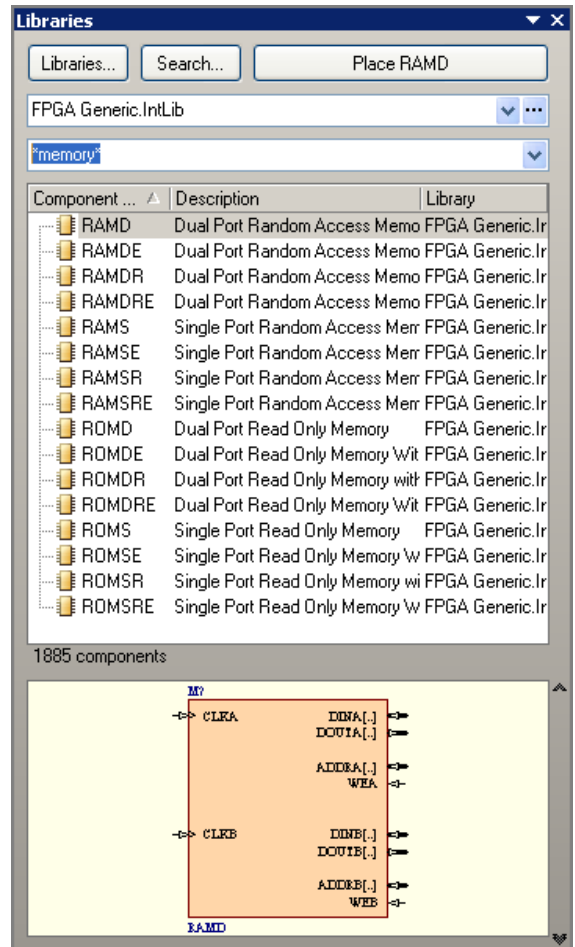 Libraries
Libraries... Search... Place RAMD
FPGA Generic.IntLib
*memory*
Component ... Description Library
RAMD Dual Port Random Access Memo FPGA Generic.Ir
RAMDE Dual Port Random Access Memo FPGA Generic.Ir
RAMDR Dual Port Random Access Memo FPGA Generic.Ir
RAMDRE Dual Port Random Access Memo FPGA Generic.Ir
RAMS Single Port Random Access Mem FPGA Generic.Ir
RAMSE Single Port Random Access Mem FPGA Generic.Ir
RAMSR Single Port Random Access Mem FPGA Generic.Ir
RAMSRE Single Port Random Access Mem FPGA Generic.Ir
ROMD Dual Port Read Only Memory FPGA Generic.Ir
ROMDE Dual Port Read Only Memory Wit FPGA Generic.Ir
ROMDR Dual Port Read Only Memory with FPGA Generic.Ir
ROMDRE Dual Port Read Only Memory Wit FPGA Generic.Ir
ROMS Single Port Read Only Memory FPGA Generic.Ir
ROMSE Single Port Read Only Memory W FPGA Generic.Ir
ROMSR Single Port Read Only Memory wi FPGA Generic.Ir
ROMSRE Single Port Read Only Memory W FPGA Generic.Ir
1885 components
M?
CLKA DINA[..]
DOUTA[..]
ADDRA[..]
WEA
CLKB DINB[..]
DOUTB[..]
ADDRB[..]
WEB
RAMD